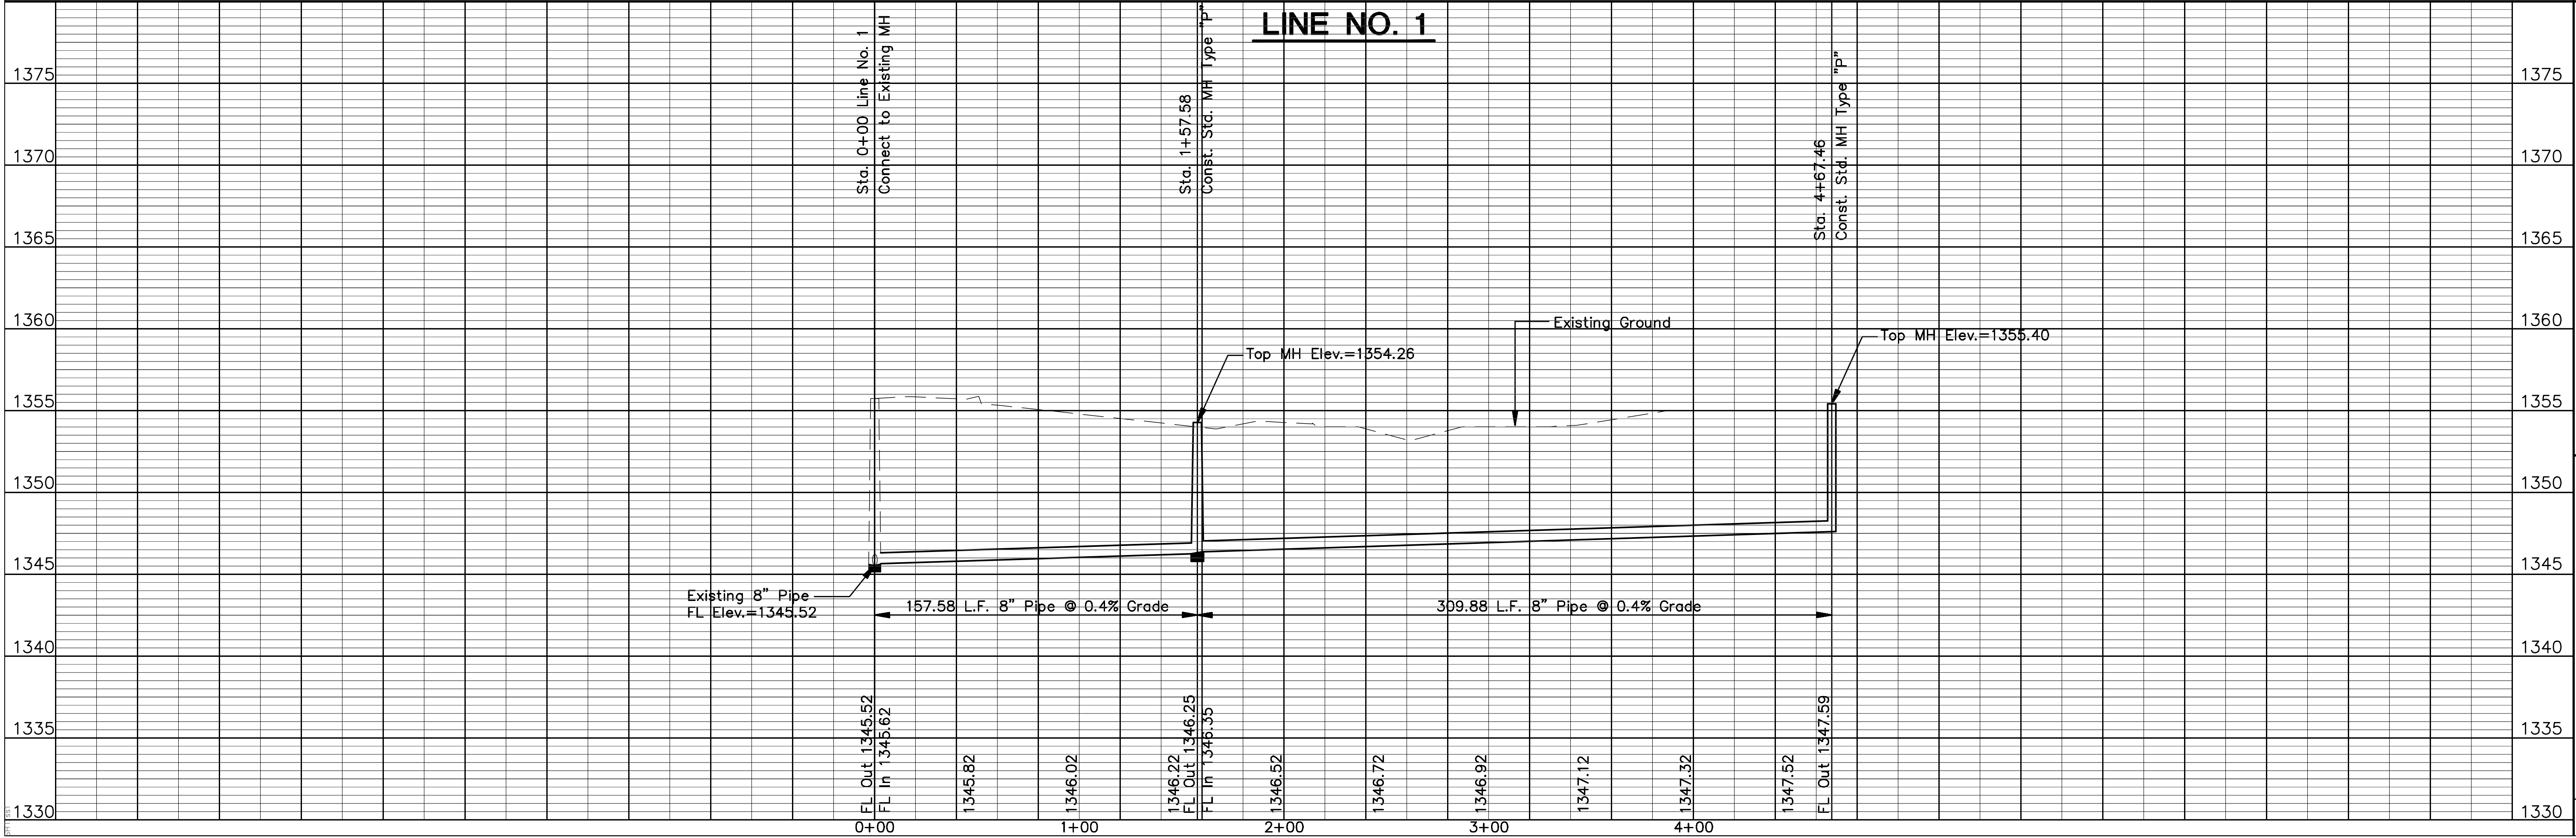 LINE NO. 1
Sta. 0+00 Line No. 1
Connect to Existing MH
Sta. 1+57.58
Const. Std. MH Type "P"
Sta. 4+67.46
Const. Std. MH Type "P"
1375
1375
1370
1370
1365
1365
1360
1360
Existing Ground
Top MH Elev.=1354.26
Top MH Elev.=1355.40
1355
1355
1350
1350
1345
1345
Existing 8" Pipe
FL Elev.=1345.52
157.58 L.F. 8" Pipe @ 0.4% Grade
309.88 L.F. 8" Pipe @ 0.4% Grade
1340
1340
1335
1335
FL Out 1345.52
FL In 1345.62
1345.82
1346.02
1346.22
FL Out 1346.25
FL In 1346.35
1346.52
1346.72
1346.92
1347.12
1347.32
1347.52
FL Out 1347.59
1330
1330
0+00
1+00
2+00
3+00
4+00